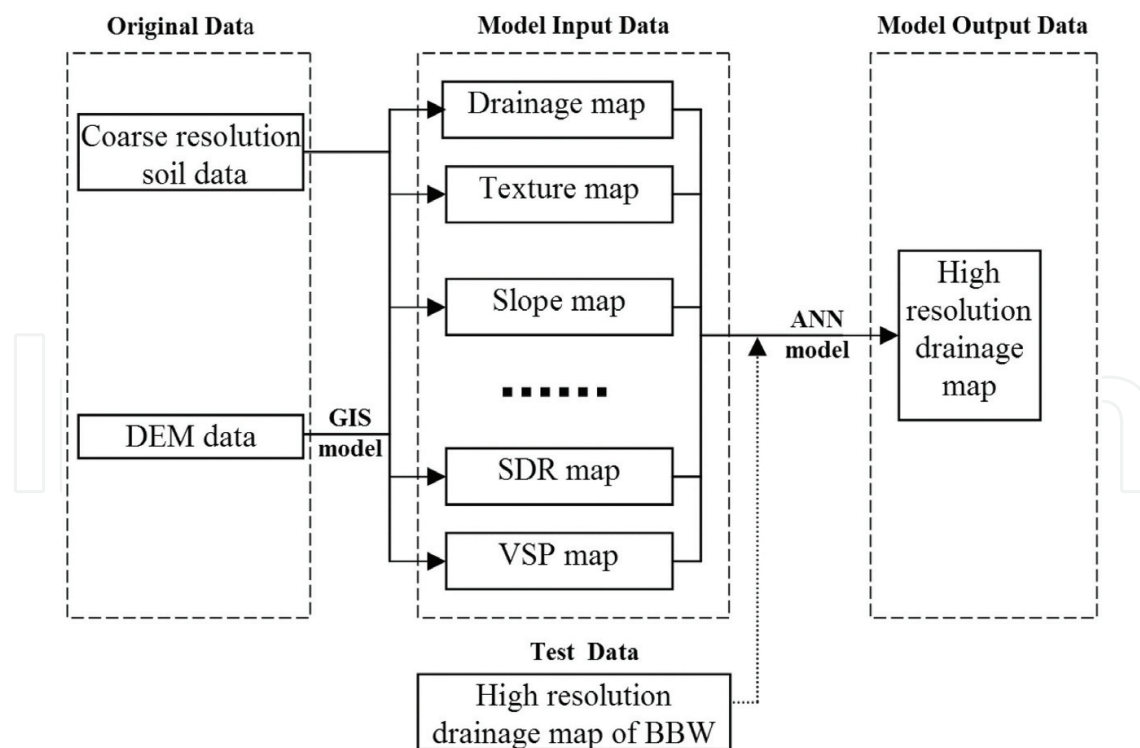 Original Data
Model Input Data
Model Output Data
Coarse resolution
soil data
DEM data
GIS
model
Drainage map
Texture map
Slope map
SDR map
VSP map
ANN
model
High
resolution
drainage
map
Test Data
High resolution
drainage map of BBW